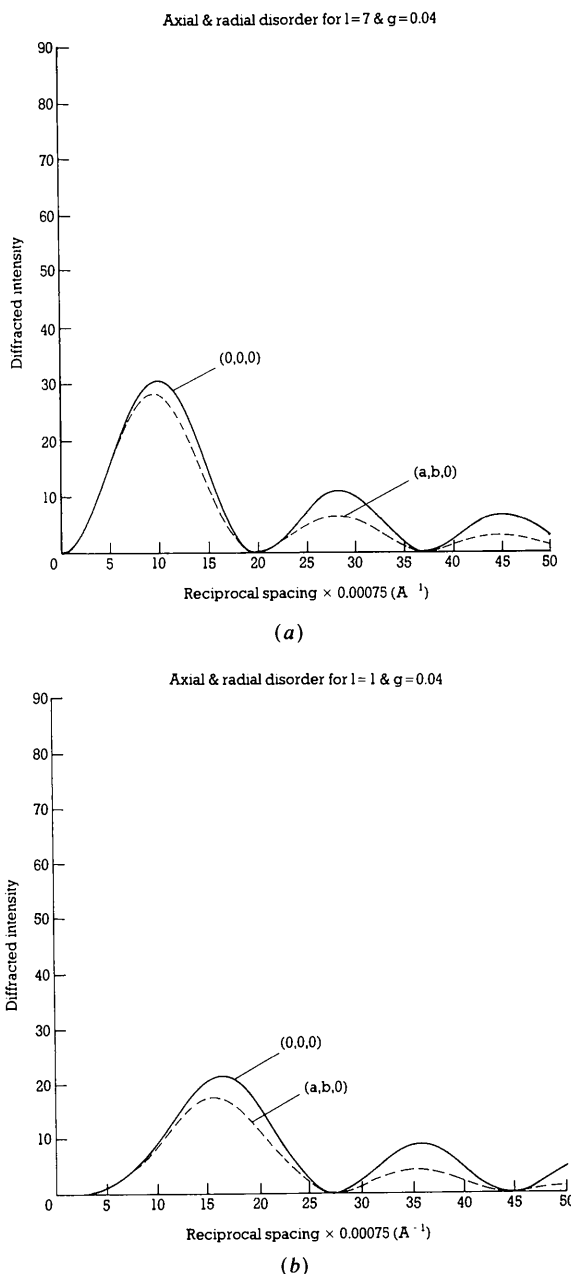 Axial & radial disorder for l=7 & g=0.04
90
80
70
60
50
40
30
20
10
0
Diffracted intensity
(0,0,0)
(a,b,0)
5 10 15 20 25 30 35 40 45 50
Reciprocal spacing × 0.00075 (A⁻¹)
(a)
Axial & radial disorder for l=1 & g=0.04
90
80
70
60
50
40
30
20
10
0
Diffracted intensity
(0,0,0)
(a,b,0)
5 10 15 20 25 30 35 40 45 50
Reciprocal spacing × 0.00075 (A⁻¹)
(b)